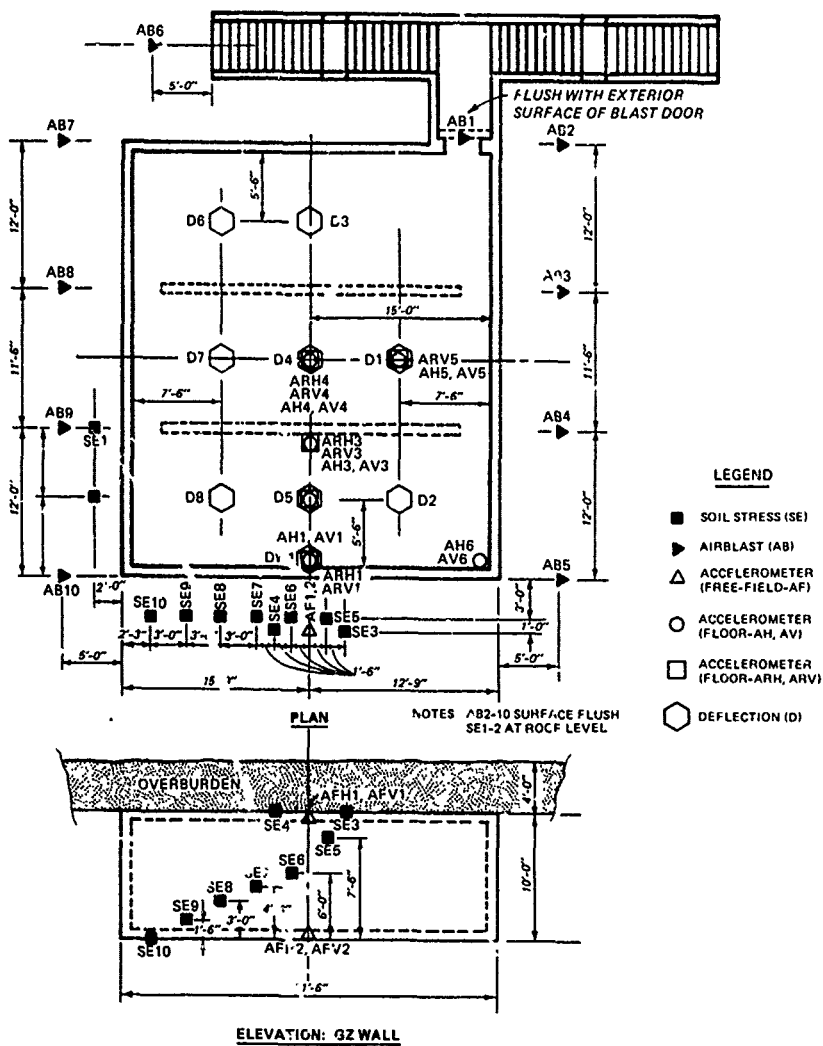 AB6
5'-0"
FLUSH WITH EXTERIOR
SURFACE OF BLAST DOOR
AB7
AB1
AB2
5'-6"
12'-0"
12'-0"
D6
AB8
15'-0"
D7
D4
D1
ARV5
AH5, AV5
ARH4
ARV4
AH4, AV4
11'-6"
11'-6"
7'-6"
7'-6"
AB9
SE1
AB4
ARH3
ARV3
AH3, AV3
D8
D5
D2
12'-0"
12'-0"
5'-6"
AH1, AV1
AH6
AV6
ARH1
ARV1
AB10
AB5
SE10
SE9
SE8
SE7
SE4
SE6
AF1,2
SE5
SE3
3'-0"
1'-0"
2'-3"
3'-0"
3'-0"
1'-6"
5'-0"
5'-0"
12'-9"
PLAN
NOTES AB2-10 SURFACE FLUSH
SE1-2 AT ROOF LEVEL
LEGEND
SOIL STRESS (SE)
AIRBLAST (AB)
ACCELEROMETER
(FREE-FIELD-AF)
ACCELEROMETER
(FLOOR-AH, AV)
ACCELEROMETER
(FLOOR-ARH, ARV)
DEFLECTION (D)
OVERBURDEN
AFH1, AFV1
4'-0"
SE4
SE3
SE5
SE6
SE8
SE9
SE10
10'-0"
7'-6"
6'-0"
3'-0"
1'-6"
AFV2
ELEVATION: GZ WALL